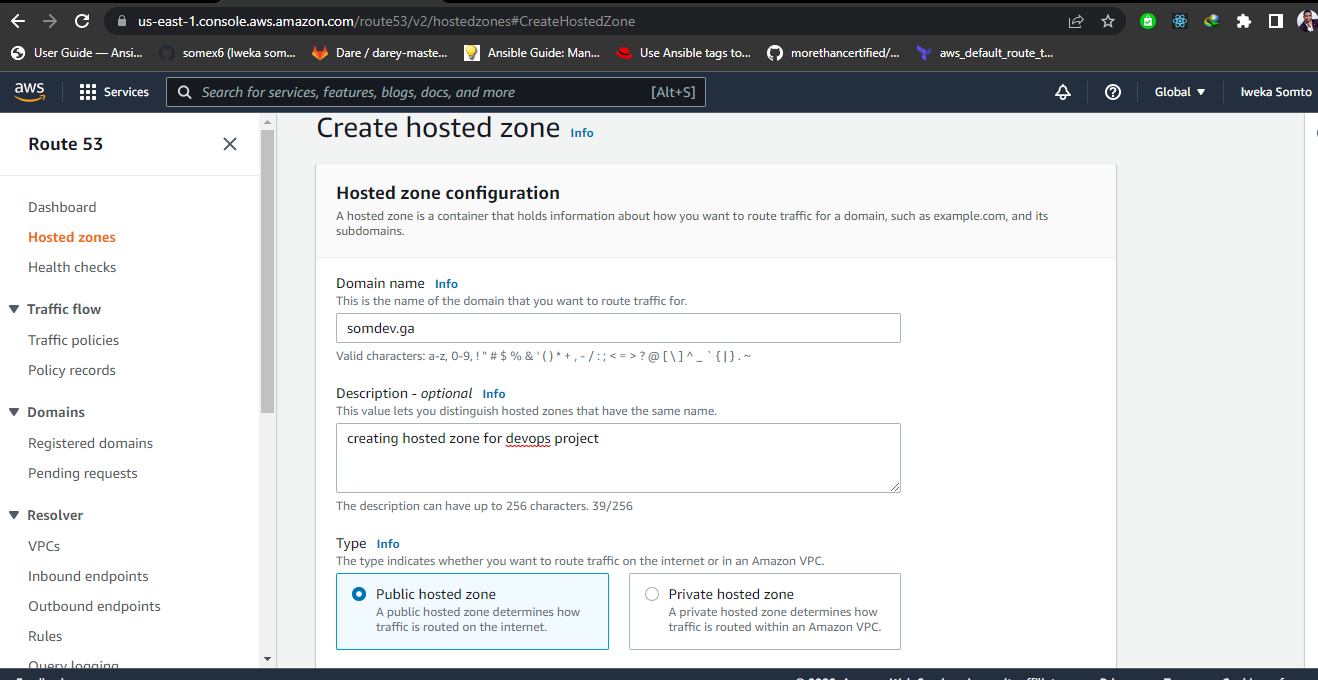 us-east-1.console.aws.amazon.com/route53/v2/hostedzones#CreateHostedZone
User Guide — Ansi...
somex6 (Iweka som...
Dare / darey-maste...
Ansible Guide: Man...
Use Ansible tags to...
morethancertified/...
aws_default_route_t...
aws
Services
Search for services, features, blogs, docs, and more
[Alt+S]
Global
Iweka Somto
Route 53
Dashboard
Hosted zones
Health checks
Traffic flow
Traffic policies
Policy records
Domains
Registered domains
Pending requests
Resolver
VPCs
Inbound endpoints
Outbound endpoints
Rules
Query logging
Create hosted zone Info
Hosted zone configuration
A hosted zone is a container that holds information about how you want to route traffic for a domain, such as example.com, and its
subdomains.
Domain name Info
This is the name of the domain that you want to route traffic for.
somdev.ga
Valid characters: a-z, 0-9, ! " # $ % & ' ( ) * + , - / : ; < = > ? @ [ \ ] ^ _ ` { | } . ~
Description - optional Info
This value lets you distinguish hosted zones that have the same name.
creating hosted zone for devops project
The description can have up to 256 characters. 39/256
Type Info
The type indicates whether you want to route traffic on the internet or in an Amazon VPC.
Public hosted zone
A public hosted zone determines how
traffic is routed on the internet.
Private hosted zone
A private hosted zone determines how
traffic is routed within an Amazon VPC.